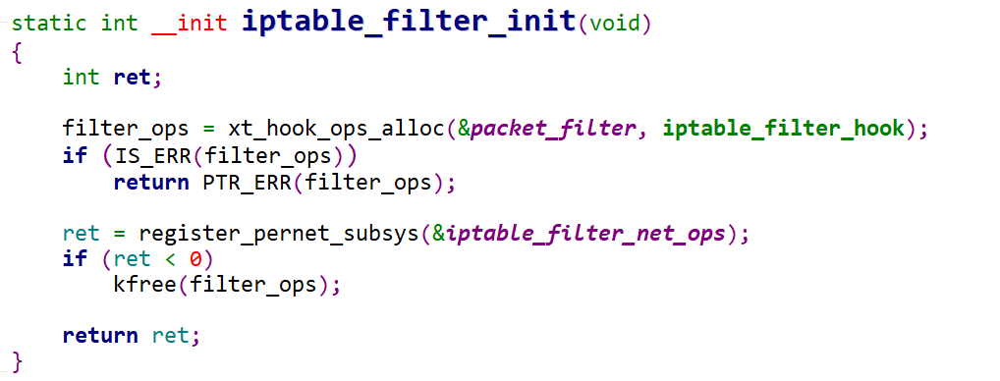 static int __init iptable_filter_init(void)
{
    int ret;

    filter_ops = xt_hook_ops_alloc(&packet_filter, iptable_filter_hook);
    if (IS_ERR(filter_ops))
        return PTR_ERR(filter_ops);

    ret = register_pernet_subsys(&iptable_filter_net_ops);
    if (ret < 0)
        kfree(filter_ops);

    return ret;
}